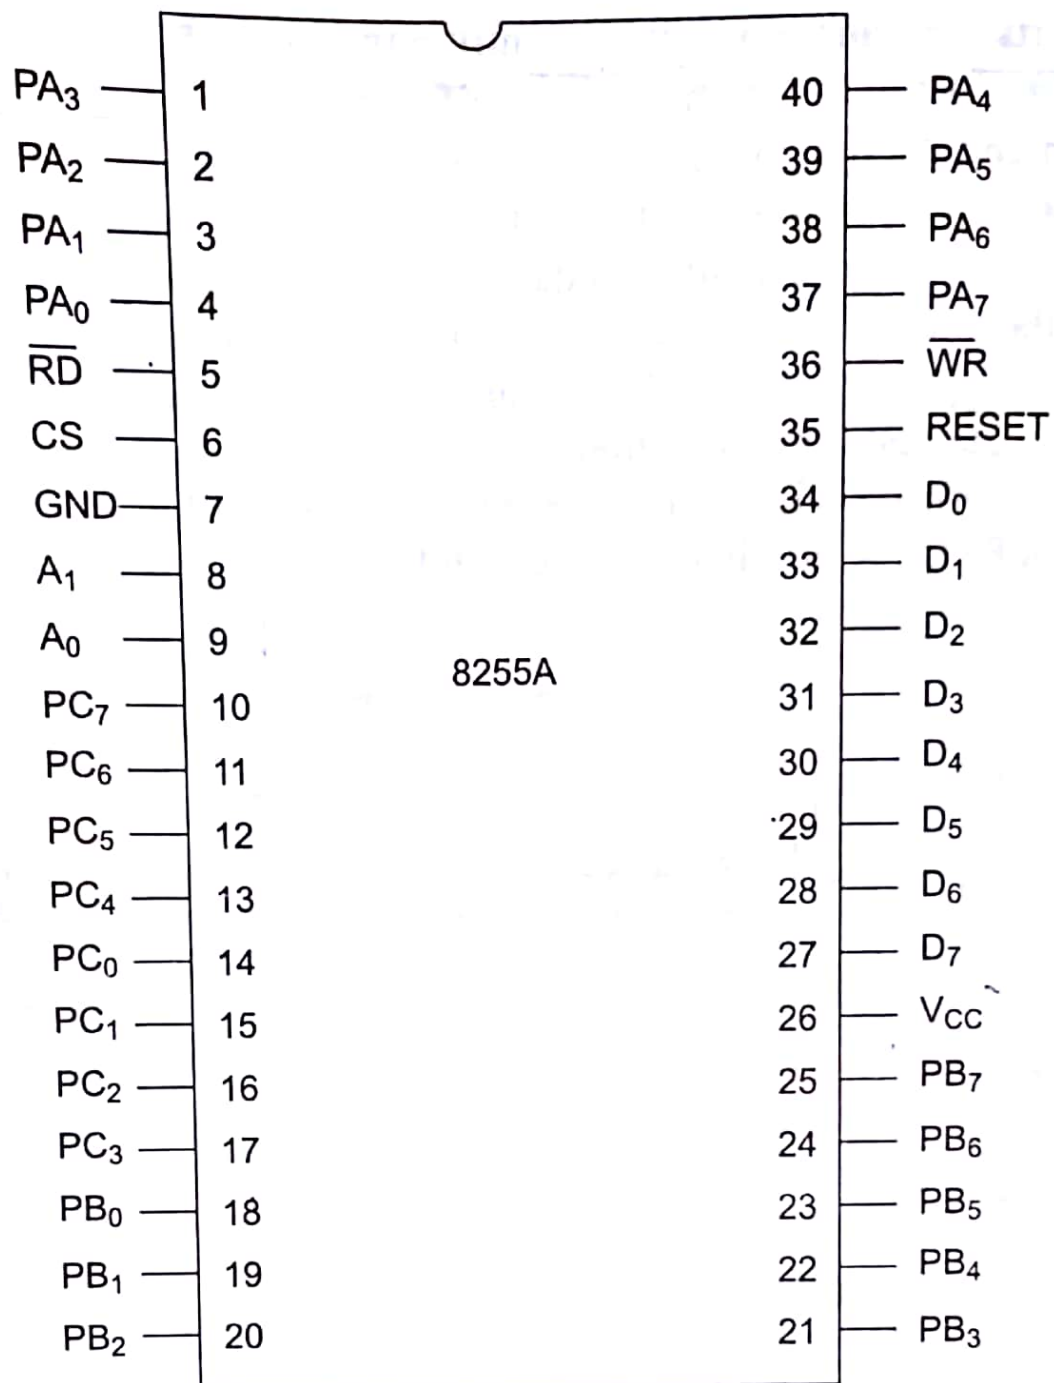 PA₃ 1 40 PA₄
PA₂ 2 39 PA₅
PA₁ 3 38 PA₆
PA₀ 4 37 PA₇
R̅D̅ 5 36 W̅R̅
CS 6 35 RESET
GND 7 34 D₀
A₁ 8 33 D₁
A₀ 9 32 D₂
8255A
PC₇ 10 31 D₃
PC₆ 11 30 D₄
PC₅ 12 29 D₅
PC₄ 13 28 D₆
PC₀ 14 27 D₇
PC₁ 15 26 V_CC
PC₂ 16 25 PB₇
PC₃ 17 24 PB₆
PB₀ 18 23 PB₅
PB₁ 19 22 PB₄
PB₂ 20 21 PB₃